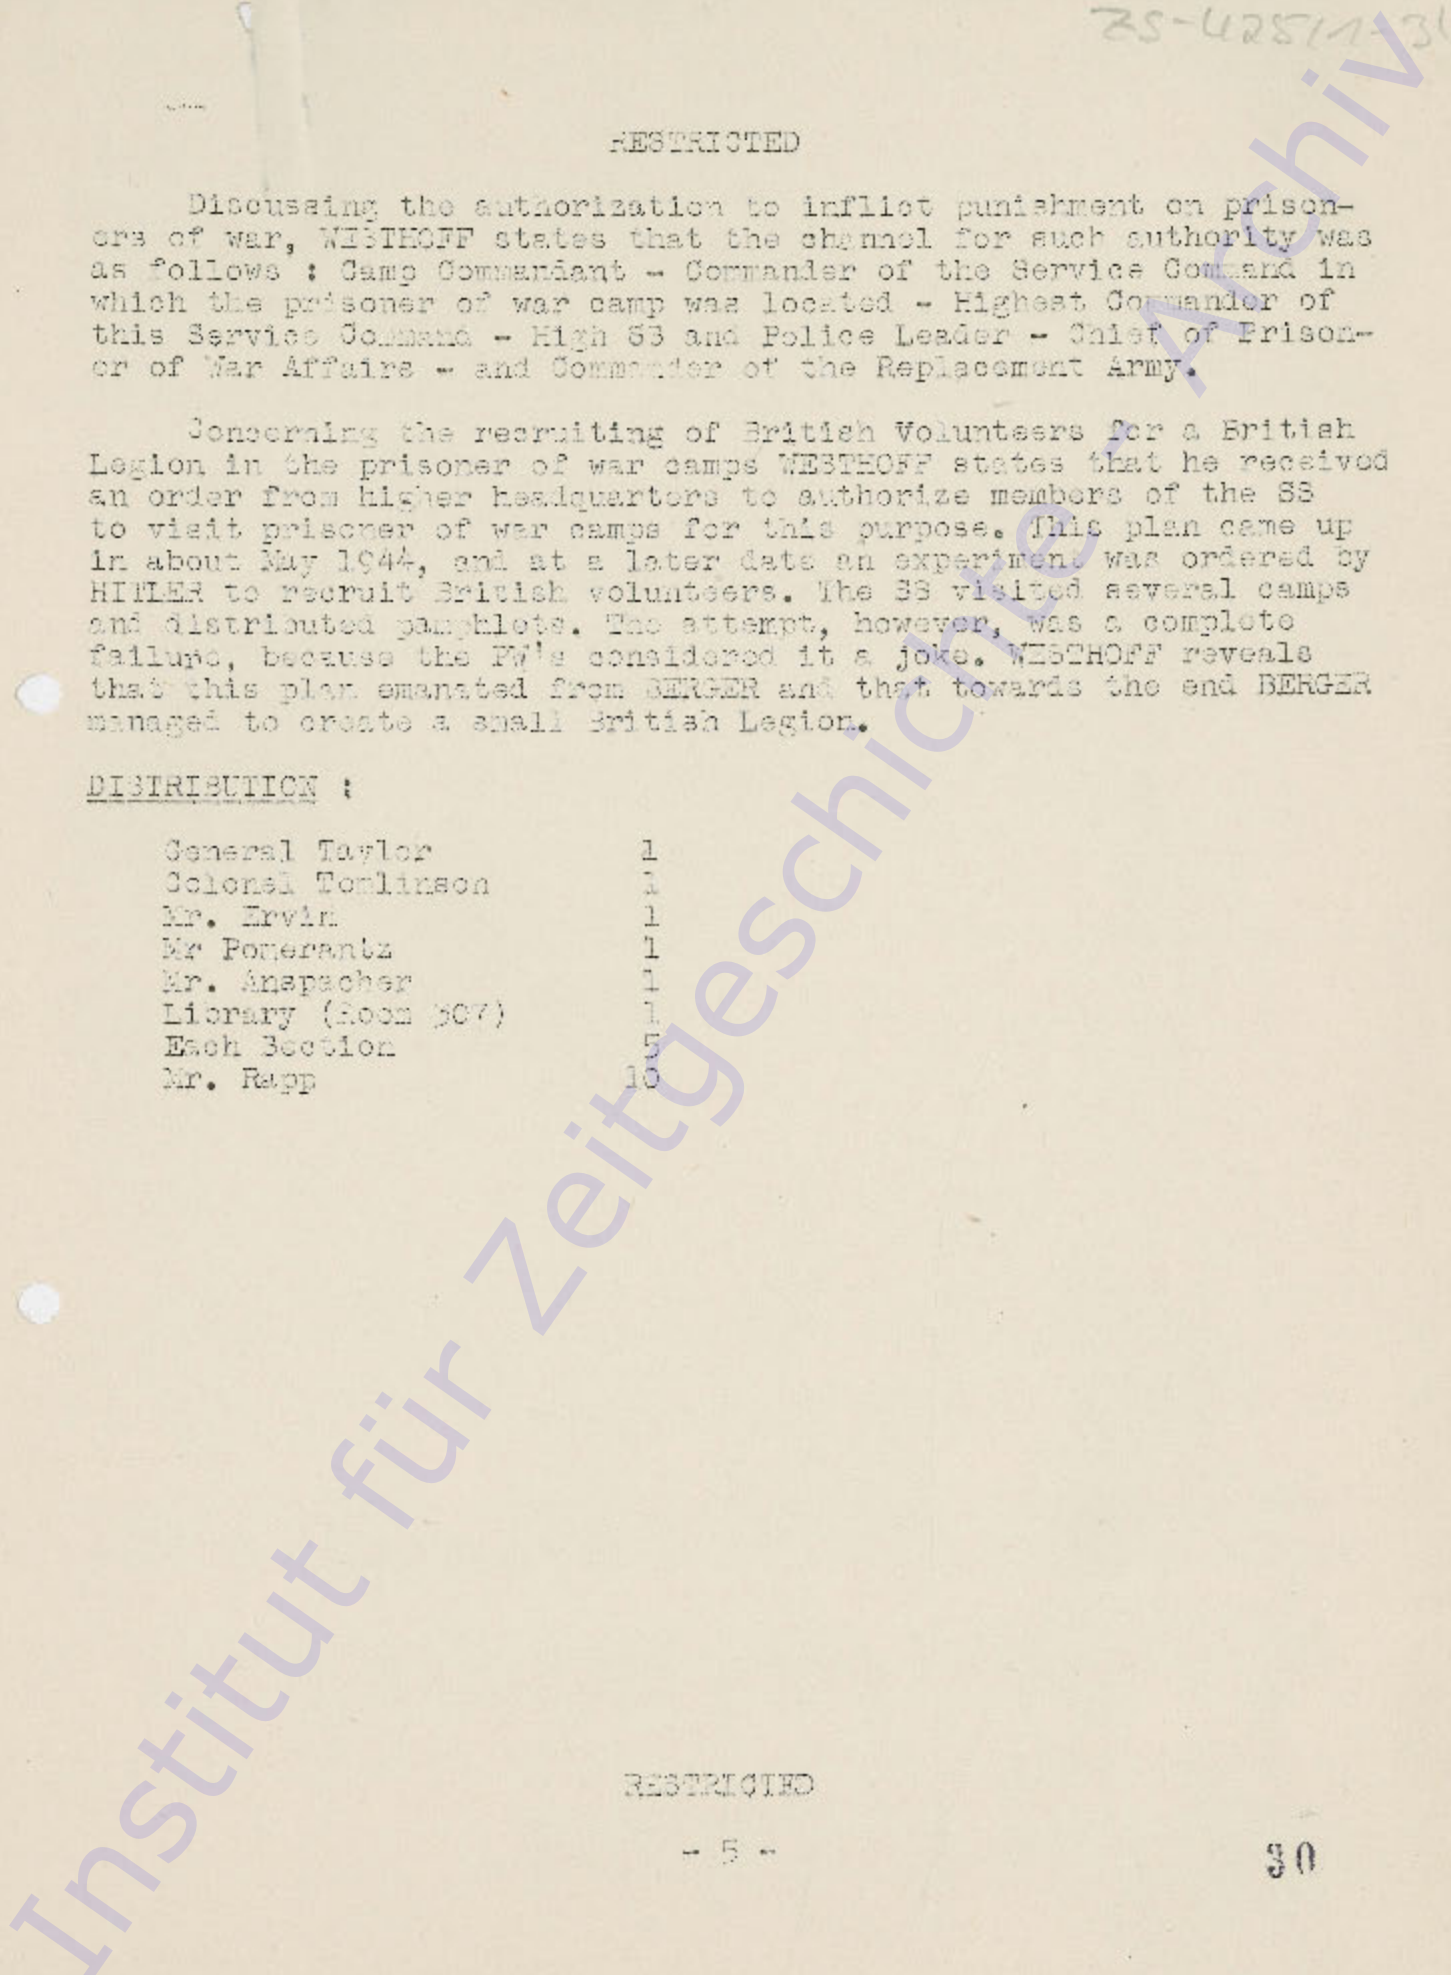 ZS-425/1-31
RESTRICTED
Discussing the authorization to inflict punishment on prison-
ers of war, WESTHOFF states that the channel for such authority was
as follows : Camp Commandant - Commander of the Service Command in
which the prisoner of war camp was located - Highest Commander of
this Service Command - High SS and Police Leader - Chief of Prison-
er of War Affairs - and Commander of the Replacement Army.
Concerning the recruiting of British Volunteers for a British
Legion in the prisoner of war camps WESTHOFF states that he received
an order from higher headquarters to authorize members of the SS
to visit prisoner of war camps for this purpose. This plan came up
in about May 1944, and at a later date an experiment was ordered by
HITLER to recruit British volunteers. The SS visited several camps
and distributed pamphlets. The attempt, however, was a complete
failure, because the PW's considered it a joke. WESTHOFF reveals
that this plan emanated from BERGER and that towards the end BERGER
managed to create a small British Legion.
DISTRIBUTION :
General Taylor 1
Colonel Tomlinson 1
Mr. Ervin 1
Mr Pomerantz 1
Mr. Anspacher 1
Library (Room 307) 1
Each Section 5
Mr. Rapp 10
RESTRICTED
- 5 -
30
Institut für Zeitgeschichte - Archiv